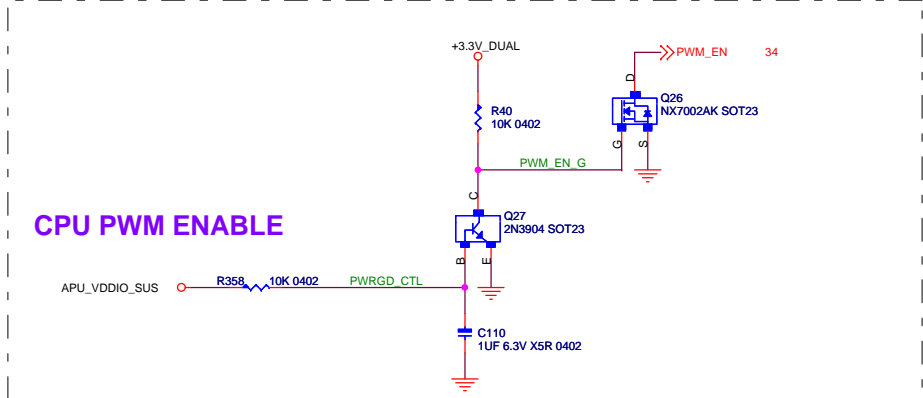 +3.3V_DUAL
PWM_EN 34
D
Q26
NX7002AK SOT23
R40
10K 0402
G
S
PWM_EN_G
C
Q27
2N3904 SOT23
CPU PWM ENABLE
B
E
R358 10K 0402
PWRGD_CTL
APU_VDDIO_SUS
C110
1UF 6.3V X5R 0402